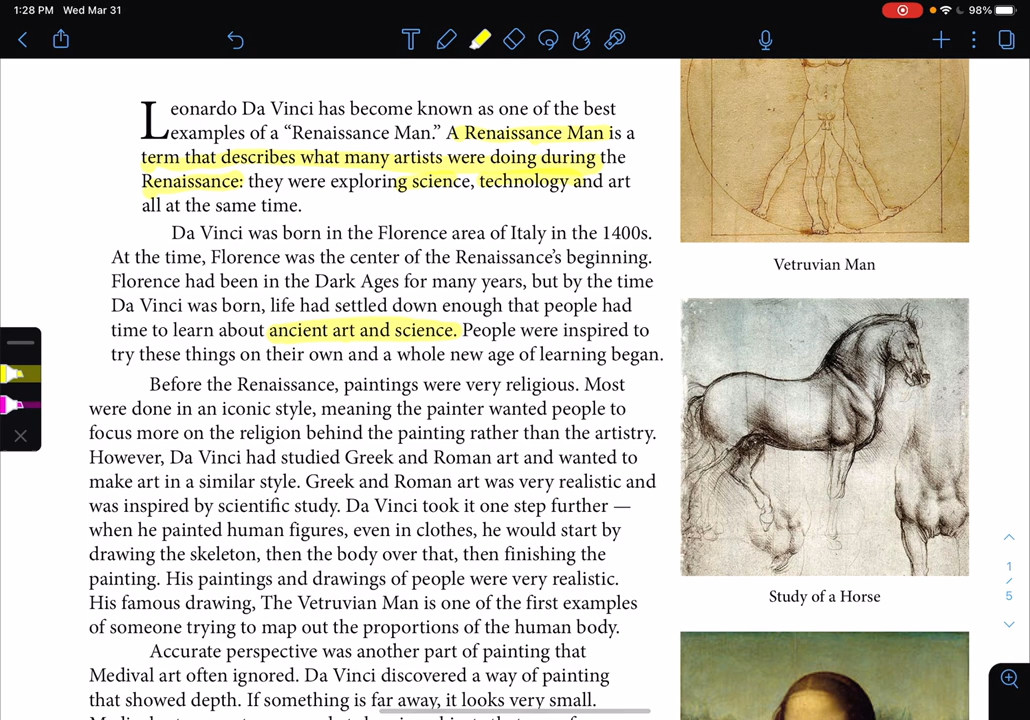 1:28 PM Wed Mar 31
98%
Leonardo Da Vinci has become known as one of the best
examples of a “Renaissance Man.” A Renaissance Man is a
term that describes what many artists were doing during the
Renaissance: they were exploring science, technology and art
all at the same time.
Da Vinci was born in the Florence area of Italy in the 1400s.
At the time, Florence was the center of the Renaissance’s beginning.
Florence had been in the Dark Ages for many years, but by the time
Da Vinci was born, life had settled down enough that people had
time to learn about ancient art and science. People were inspired to
try these things on their own and a whole new age of learning began.
Before the Renaissance, paintings were very religious. Most
were done in an iconic style, meaning the painter wanted people to
focus more on the religion behind the painting rather than the artistry.
However, Da Vinci had studied Greek and Roman art and wanted to
make art in a similar style. Greek and Roman art was very realistic and
was inspired by scientific study. Da Vinci took it one step further —
when he painted human figures, even in clothes, he would start by
drawing the skeleton, then the body over that, then finishing the
painting. His paintings and drawings of people were very realistic.
His famous drawing, The Vetruvian Man is one of the first examples
of someone trying to map out the proportions of the human body.
Accurate perspective was another part of painting that
Medival art often ignored. Da Vinci discovered a way of painting
that showed depth. If something is far away, it looks very small.
Vetruvian Man
Study of a Horse
1
/
5